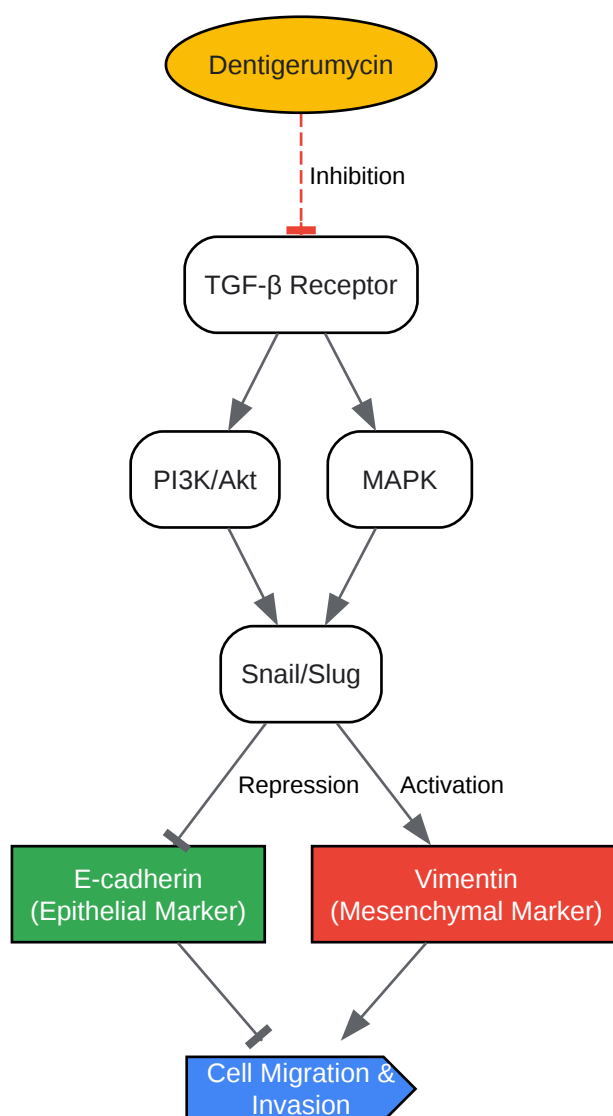 Dentigerumycin
Inhibition
TGF-β Receptor
PI3K/Akt
MAPK
Snail/Slug
Repression
Activation
E-cadherin
(Epithelial Marker)
Vimentin
(Mesenchymal Marker)
Cell Migration &
Invasion